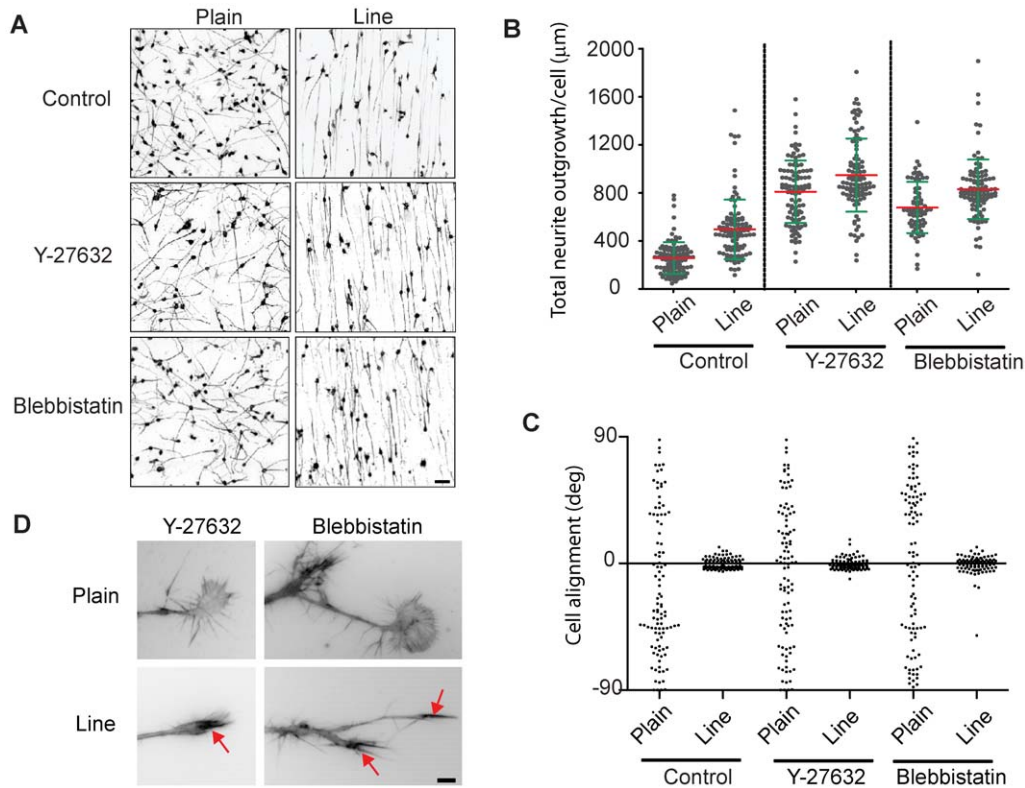 A
Plain Line
Control
Y-27632
Blebbistatin
B
Total neurite outgrowth/cell (µm)
2000
1600
1200
800
400
0
Plain Line Plain Line Plain Line
Control Y-27632 Blebbistatin
C
Cell alignment (deg)
90
0
-90
Plain Line Plain Line Plain Line
Control Y-27632 Blebbistatin
D
Y-27632 Blebbistatin
Plain
Line